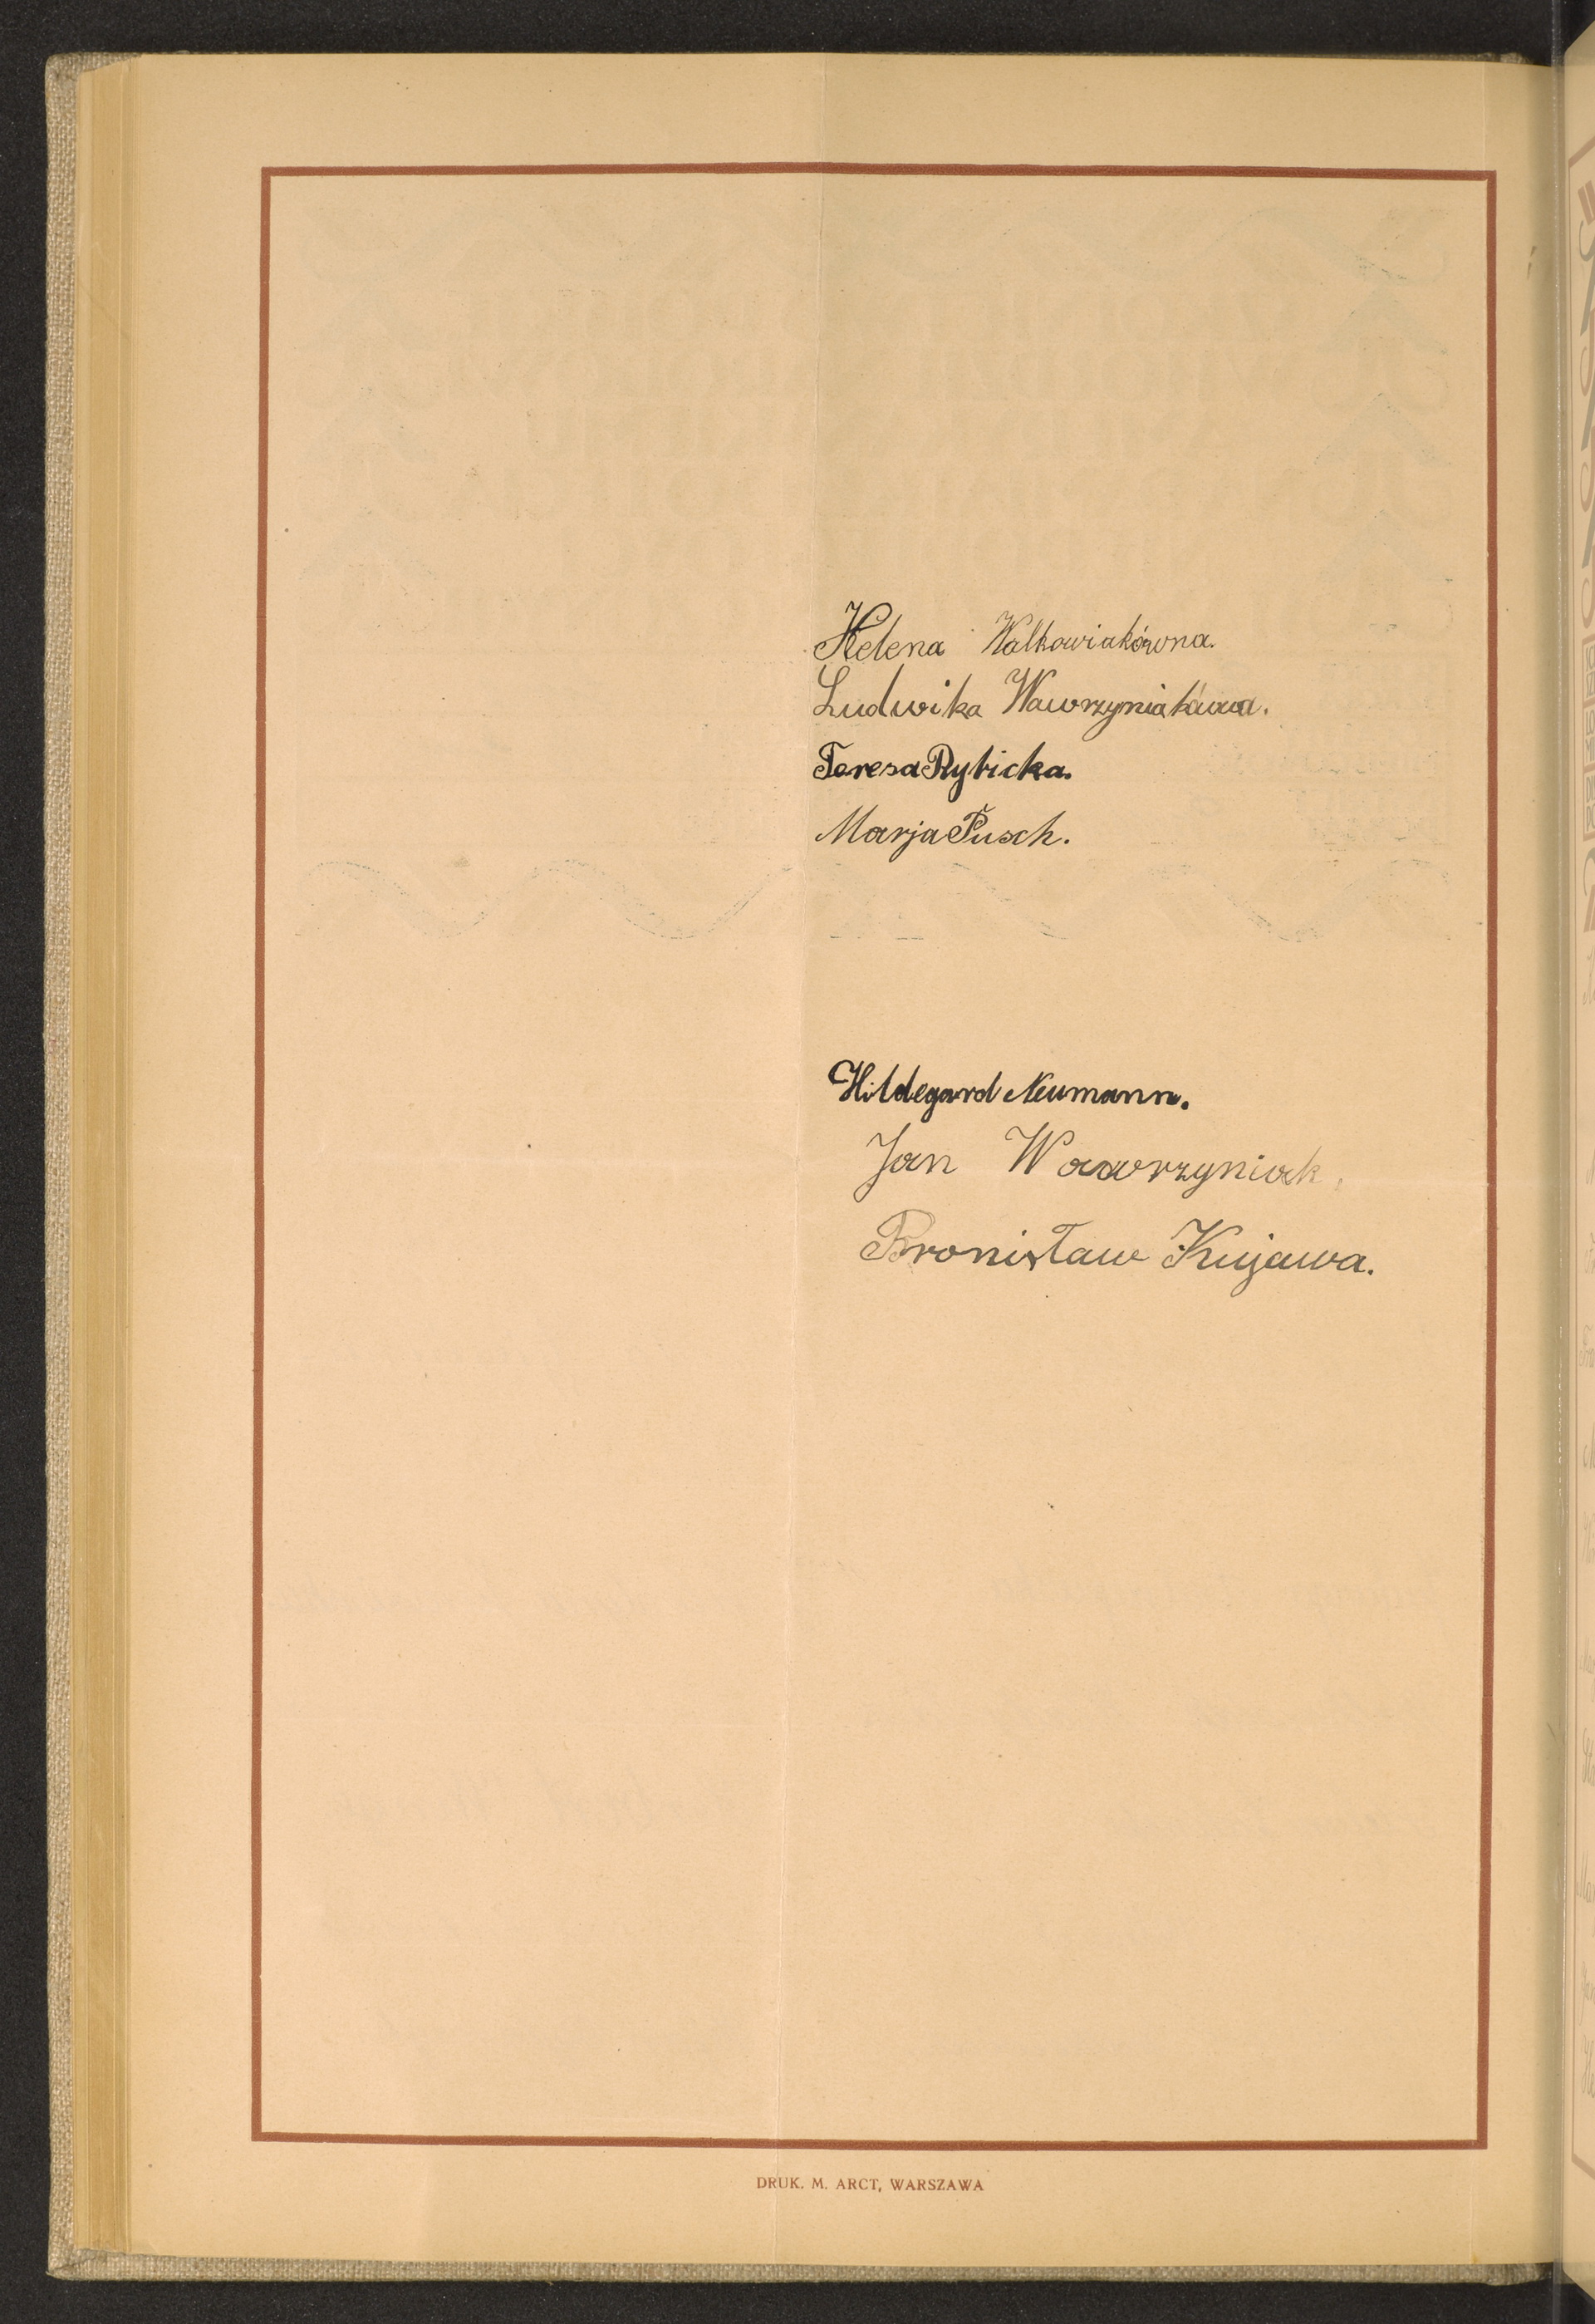 Helena Walkowiakówna.
Ludwika Wawrzyniakówna.
Teresa Rybicka.
Marja Pusch.
Hildegard Neumann.
Jan Wawrzyniak.
Bronisław Kujawa.
DRUK. M. ARCT, WARSZAWA